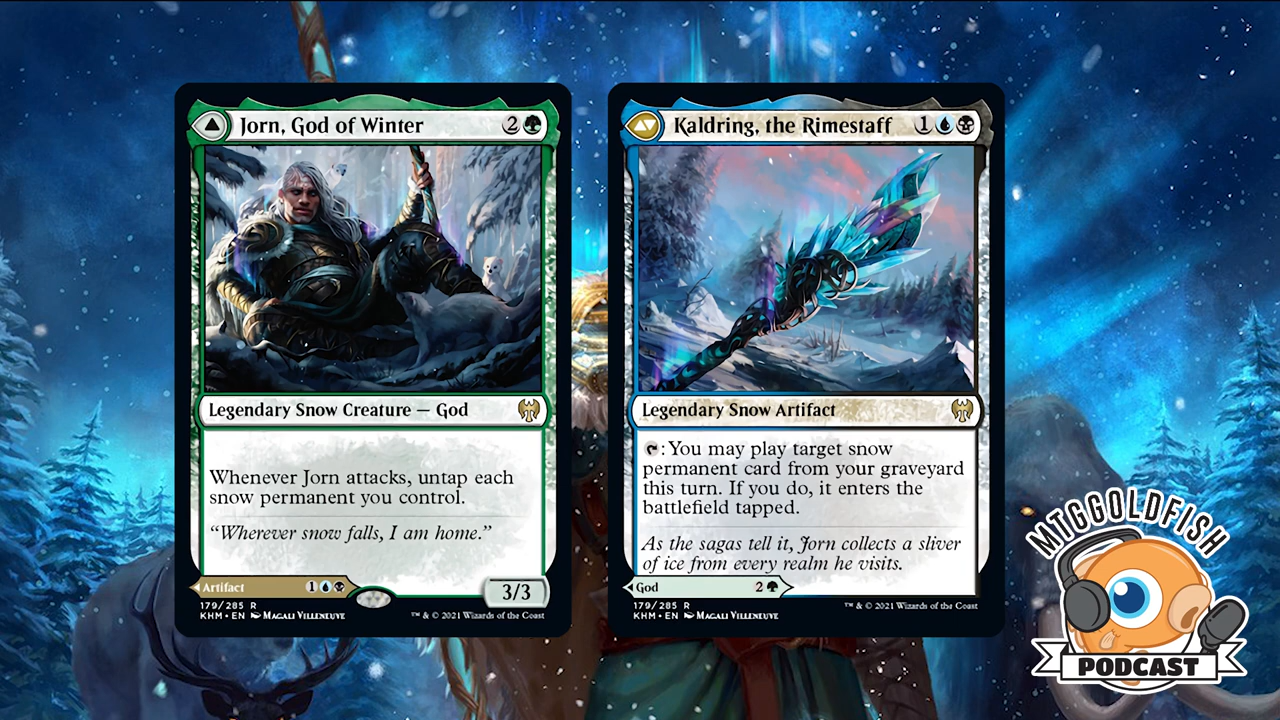 Jorn, God of Winter 2
Legendary Snow Creature — God
Whenever Jorn attacks, untap each
snow permanent you control.
“Wherever snow falls, I am home.”
Artifact 1
3/3
179/285 R
KHM • EN Magali Villeneuve
™ & © 2021 Wizards of the Coast
Kaldring, the Rimestaff 1
Legendary Snow Artifact
: You may play target snow
permanent card from your graveyard
this turn. If you do, it enters the
battlefield tapped.
As the sagas tell it, Jorn collects a sliver
of ice from every realm he visits.
God 2
179/285 R
KHM • EN Magali Villeneuve
™ & © 2021 Wizards of the Coast
MTGGOLDFISH
PODCAST